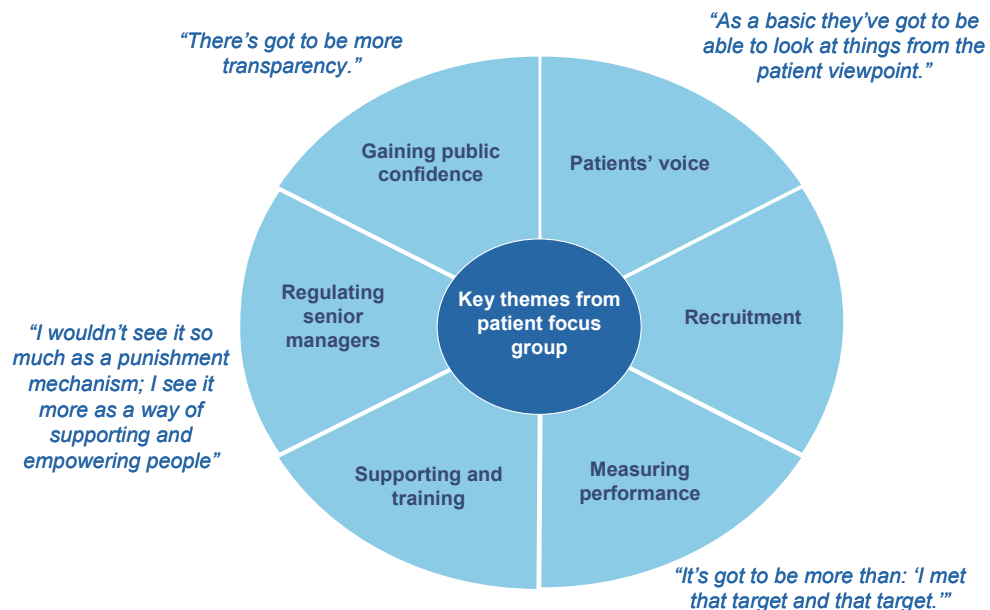 “There’s got to be more
transparency.”
“As a basic they’ve got to be
able to look at things from the
patient viewpoint.”
Gaining public
confidence
Patients’ voice
Regulating
senior
managers
Key themes from
patient focus
group
Recruitment
“I wouldn’t see it so
much as a punishment
mechanism; I see it
more as a way of
supporting and
empowering people”
Supporting and
training
Measuring
performance
“It’s got to be more than: ‘I met
that target and that target.’”